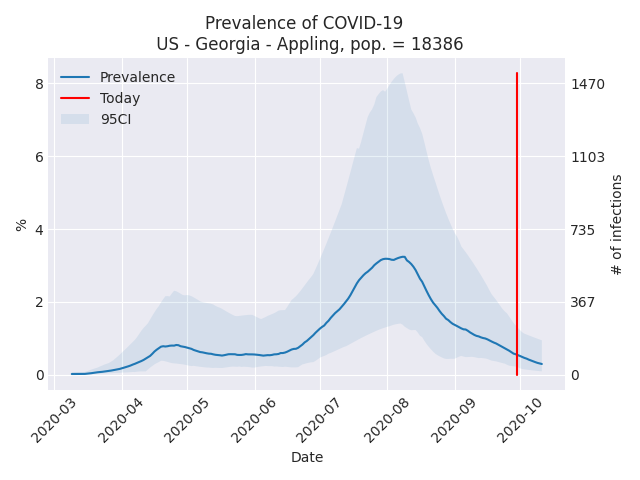 Prevalence of COVID-19
US - Georgia - Appling, pop. = 18386
Prevalence
Today
95CI
8
6
4
2
0
%
1470
1103
735
367
0
# of infections
2020-03
2020-04
2020-05
2020-06
2020-07
2020-08
2020-09
2020-10
Date